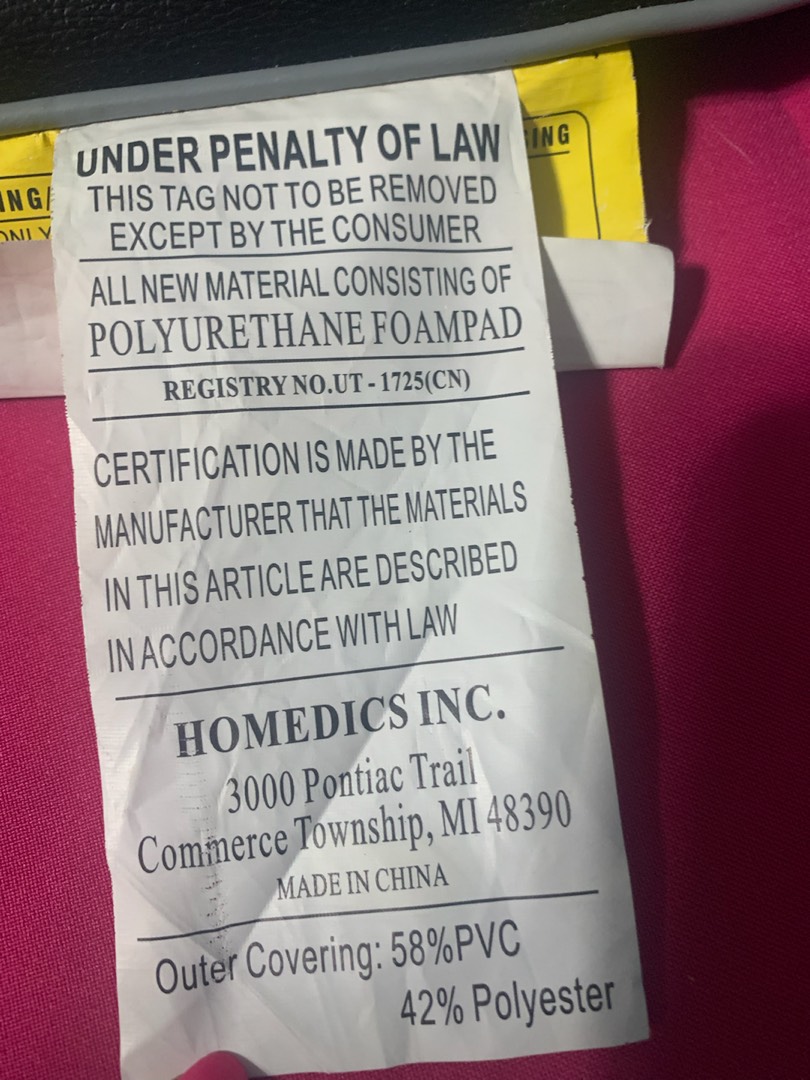 UNDER PENALTY OF LAW
THIS TAG NOT TO BE REMOVED
EXCEPT BY THE CONSUMER
ALL NEW MATERIAL CONSISTING OF
POLYURETHANE FOAMPAD
REGISTRY NO.UT - 1725(CN)
CERTIFICATION IS MADE BY THE
MANUFACTURER THAT THE MATERIALS
IN THIS ARTICLE ARE DESCRIBED
IN ACCORDANCE WITH LAW
HOMEDICS INC.
3000 Pontiac Trail
Commerce Township, MI 48390
MADE IN CHINA
Outer Covering: 58%PVC
42% Polyester